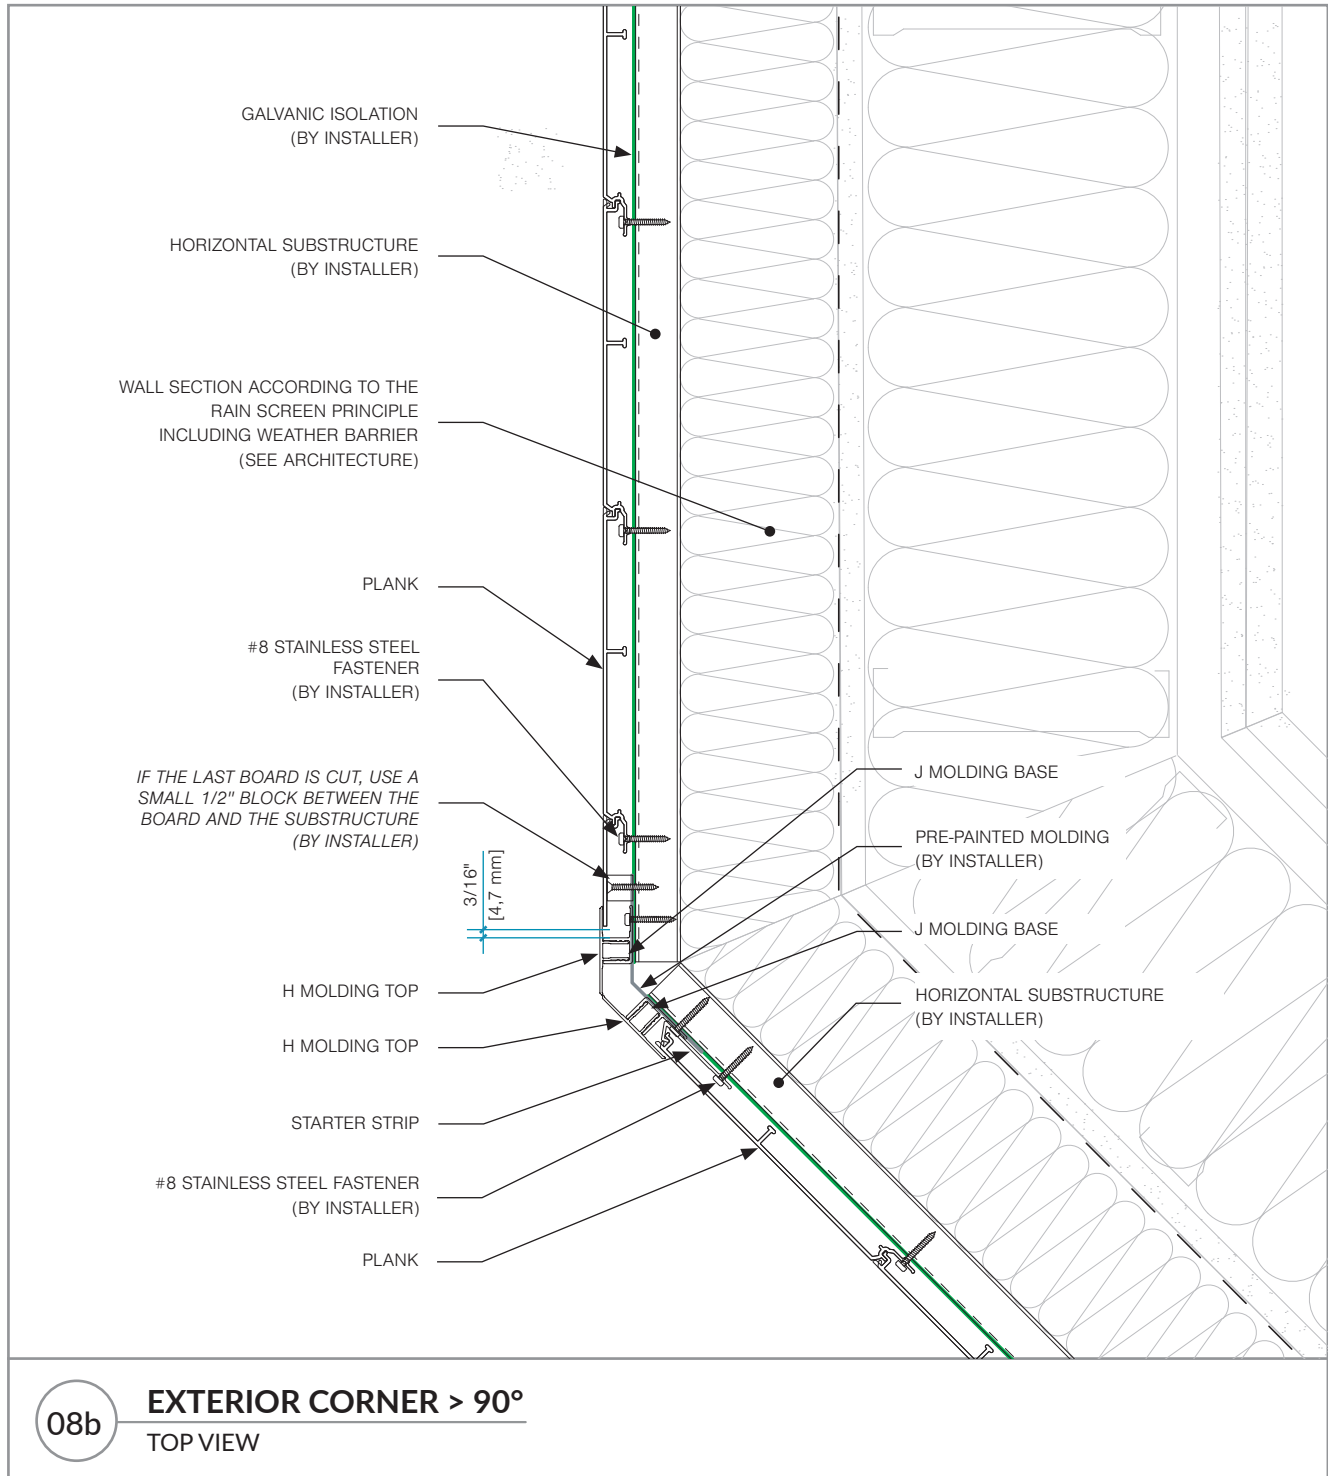 GALVANIC ISOLATION
(BY INSTALLER)
HORIZONTAL SUBSTRUCTURE
(BY INSTALLER)
WALL SECTION ACCORDING TO THE
RAIN SCREEN PRINCIPLE
INCLUDING WEATHER BARRIER
(SEE ARCHITECTURE)
PLANK
#8 STAINLESS STEEL
FASTENER
(BY INSTALLER)
IF THE LAST BOARD IS CUT, USE A
SMALL 1/2" BLOCK BETWEEN THE
BOARD AND THE SUBSTRUCTURE
(BY INSTALLER)
3/16"
[4,7 mm]
H MOLDING TOP
H MOLDING TOP
STARTER STRIP
#8 STAINLESS STEEL FASTENER
(BY INSTALLER)
PLANK
J MOLDING BASE
PRE-PAINTED MOLDING
(BY INSTALLER)
J MOLDING BASE
HORIZONTAL SUBSTRUCTURE
(BY INSTALLER)
08b
EXTERIOR CORNER > 90°
TOP VIEW